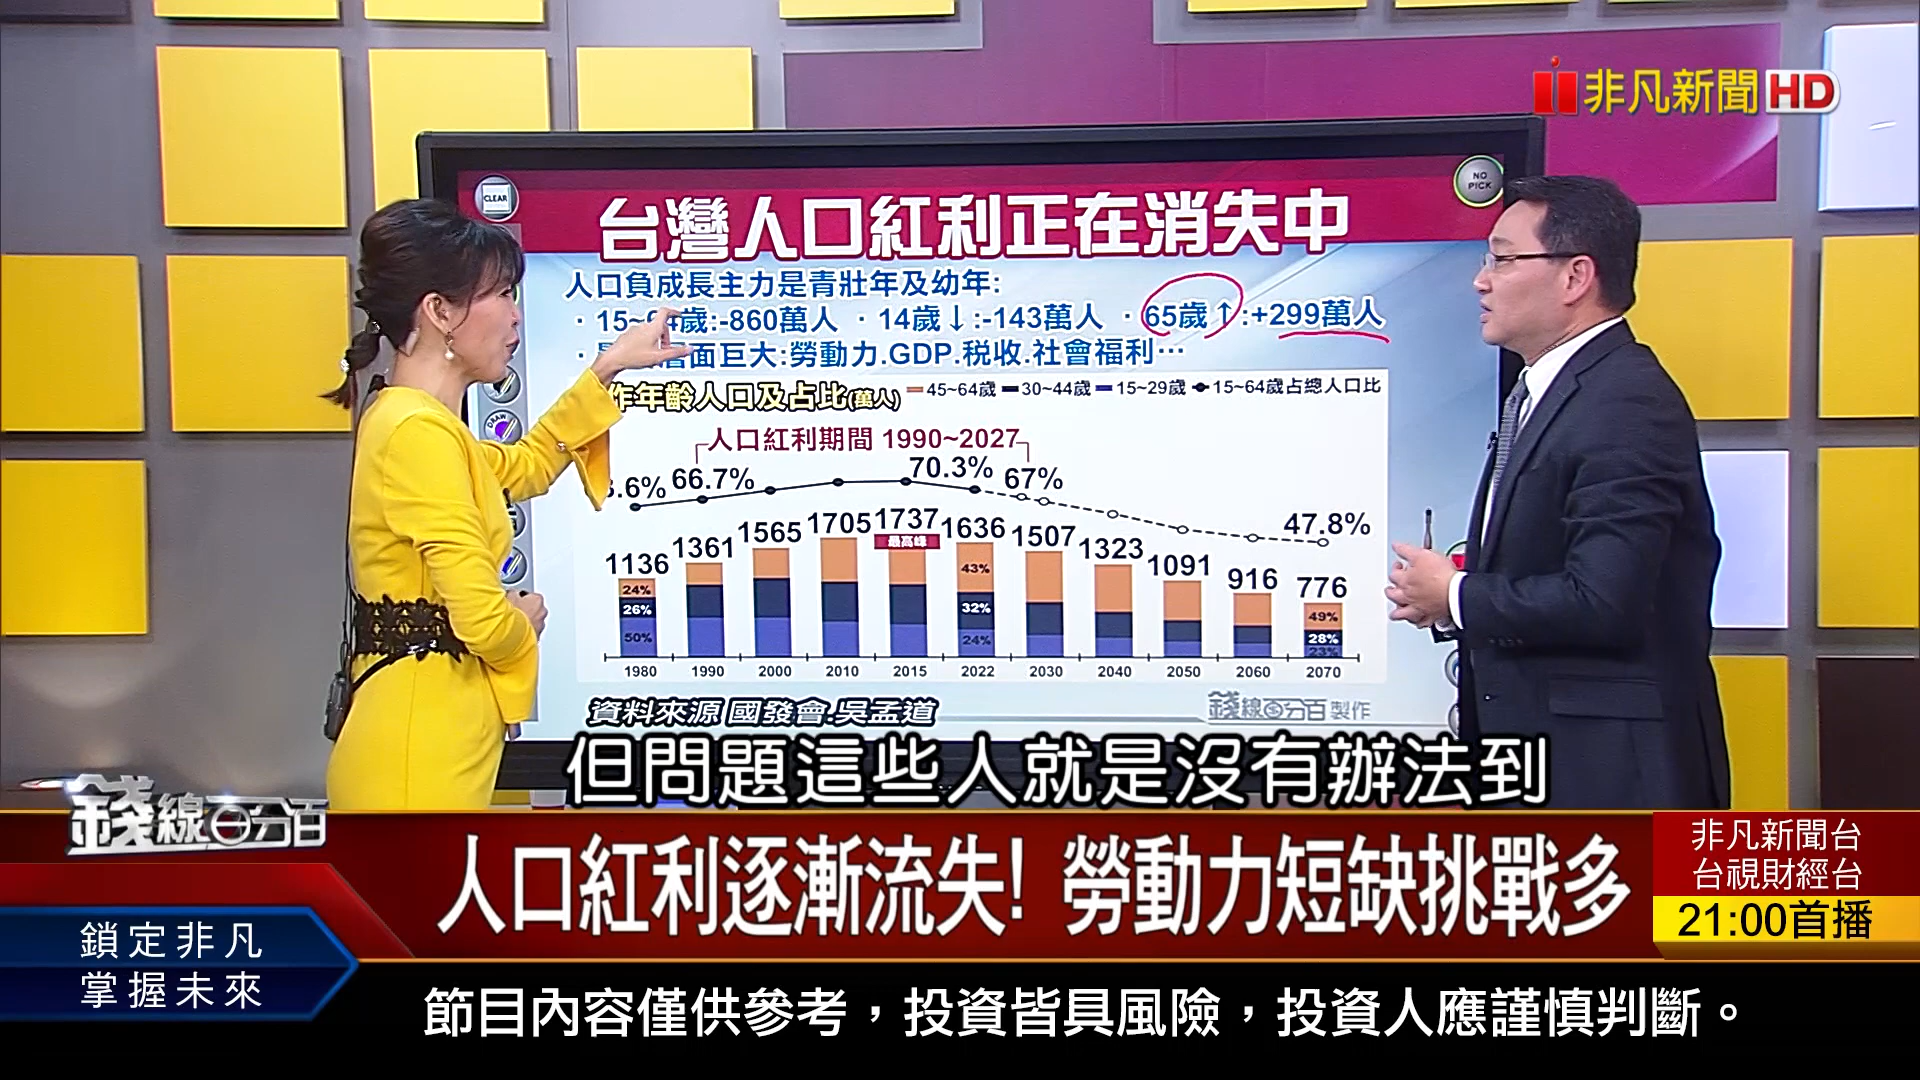 非凡新聞HD
CLEAR
NO PICK
台灣人口紅利正在消失中
人口負成長主力是青壯年及幼年:
·15~64歲:-860萬人 ·14歲↓:-143萬人 ·65歲↑:+299萬人
層面巨大:勞動力.GDP.稅收.社會福利…
作年齡人口及占比(萬人) 45~64歲 30~44歲 15~29歲 15~64歲占總人口比
DRAW
人口紅利期間 1990~2027
.6% 66.7% 70.3% 67% 47.8%
1136 1361 1565 1705 1737 1636 1507 1323 1091 916 776
最高峰
24% 43% 49%
26% 32% 28%
50% 24% 23%
1980 1990 2000 2010 2015 2022 2030 2040 2050 2060 2070
資料來源 國發會.吳孟道
錢線百分百 製作
但問題這些人就是沒有辦法到
錢線百分百
人口紅利逐漸流失! 勞動力短缺挑戰多
非凡新聞台
台視財經台
21:00首播
鎖定非凡
掌握未來
節目內容僅供參考，投資皆具風險，投資人應謹慎判斷。